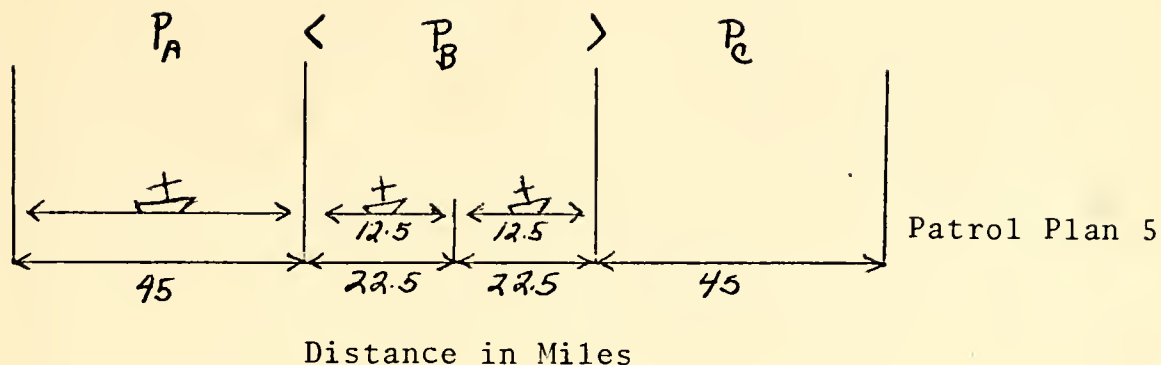 P_A < P_B > P_C
12.5 12.5
Patrol Plan 5
45 22.5 22.5 45
Distance in Miles